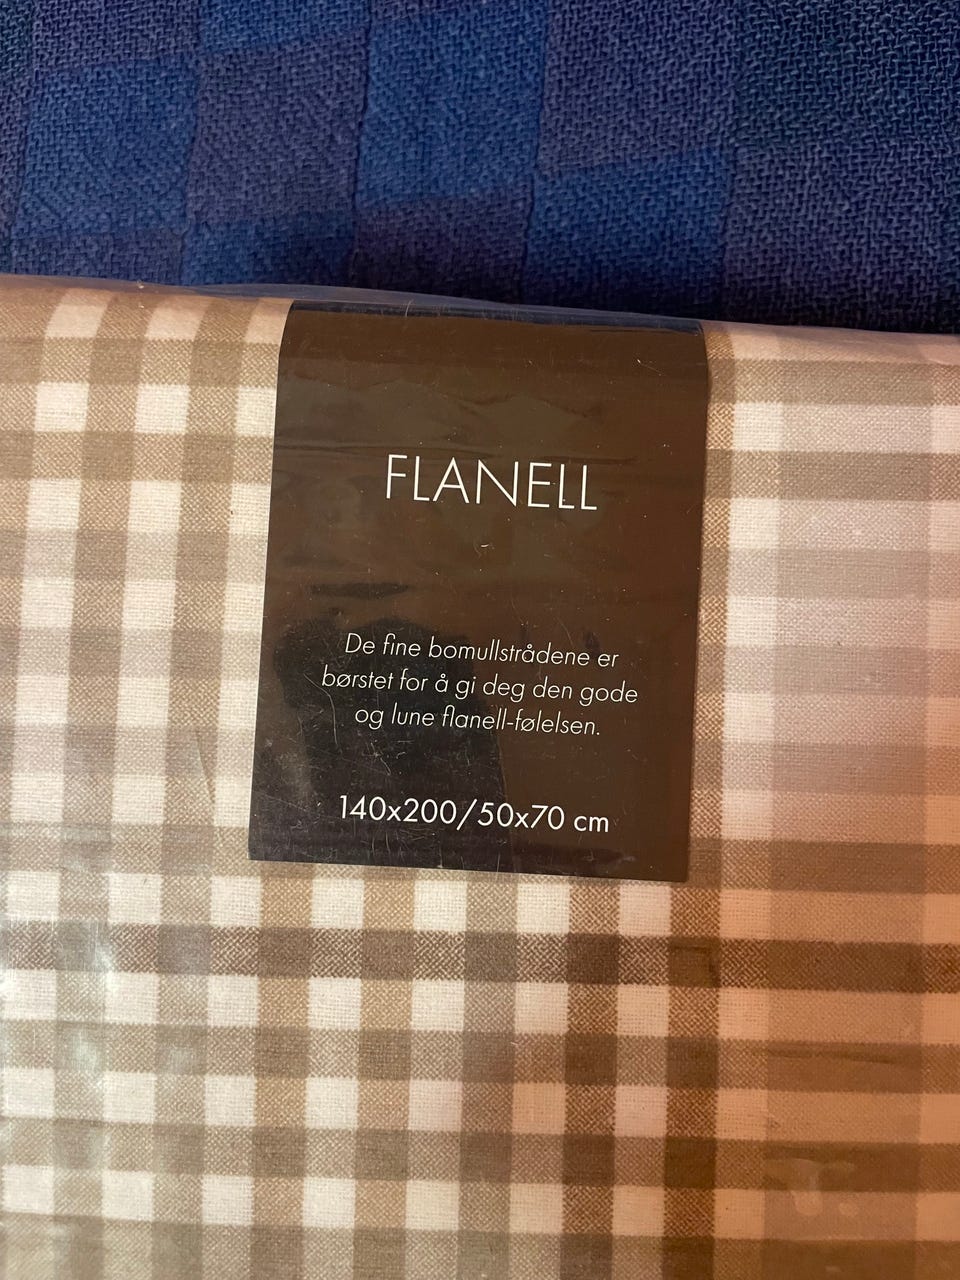 FLANELL
De fine bomullstrådene er
børstet for å gi deg den gode
og lune flanell-følelsen.
140x200/50x70 cm